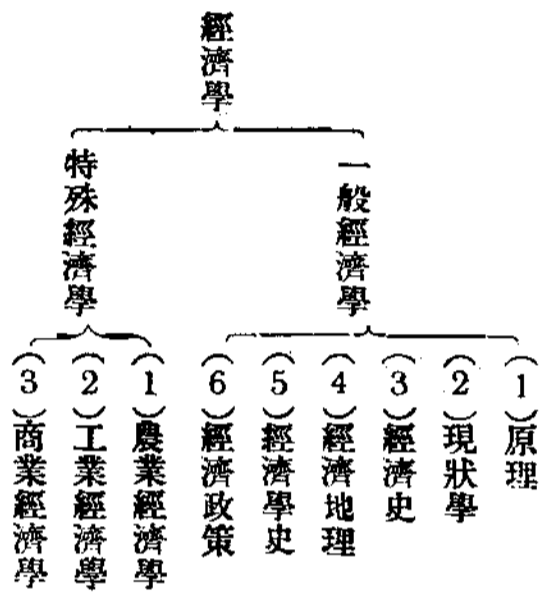 經濟學
一般經濟學
(1)原理
(2)現狀學
(3)經濟史
(4)經濟地理
(5)經濟學史
(6)經濟政策
特殊經濟學
(1)農業經濟學
(2)工業經濟學
(3)商業經濟學